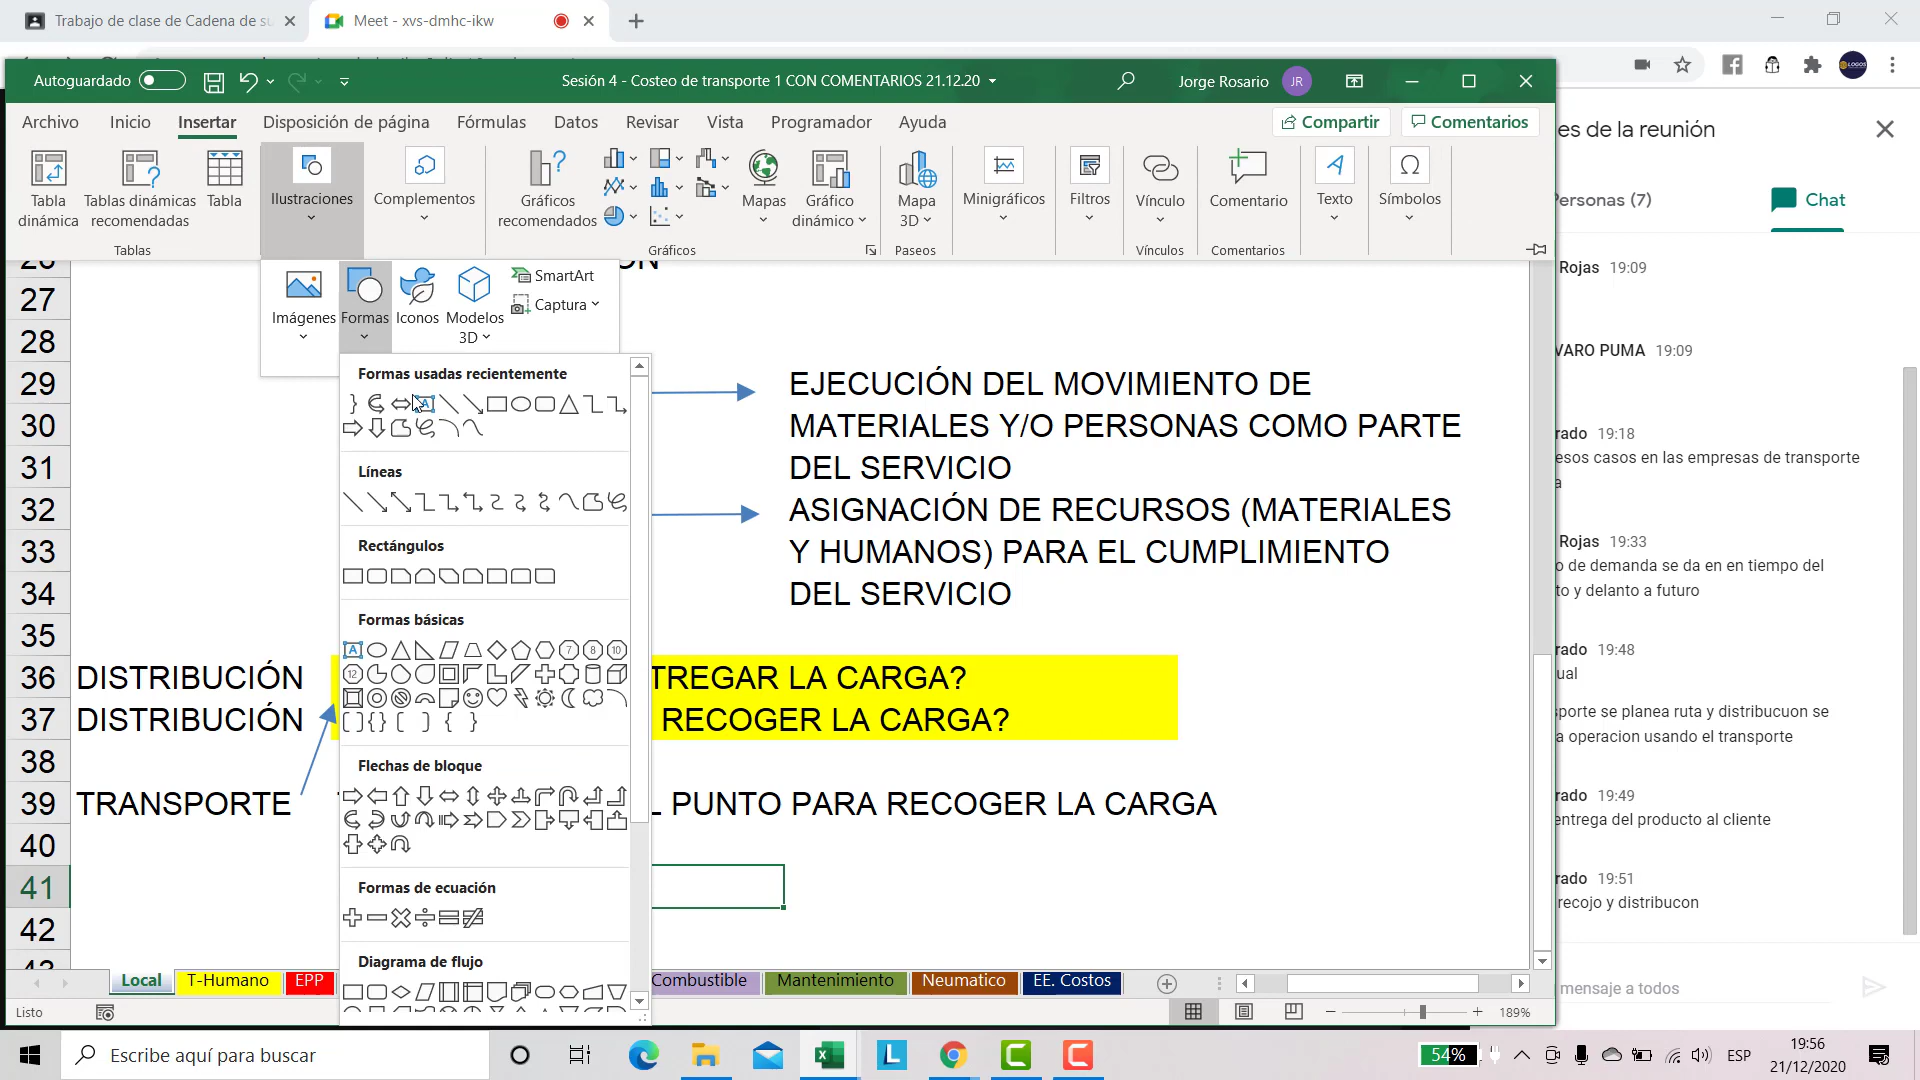 Trabajo de clase de Cadena de su
Meet - xvs-dmhc-ikw
Autoguardado
Sesión 4 - Costeo de transporte 1 CON COMENTARIOS 21.12.20
Jorge Rosario
JR
Archivo
Inicio
Insertar
Disposición de página
Fórmulas
Datos
Revisar
Vista
Programador
Ayuda
Compartir
Comentarios
Tabla
dinámica
Tablas dinámicas
recomendadas
Tabla
Tablas
Ilustraciones
Complementos
Gráficos
recomendados
Mapas
Gráfico
dinámico
Gráficos
Mapa
3D
Paseos
Minigráficos
Filtros
Vínculo
Vínculos
Comentario
Comentarios
Texto
Símbolos
Imágenes
Formas
Iconos
Modelos
3D
SmartArt
Captura
Formas usadas recientemente
Líneas
Rectángulos
Formas básicas
Flechas de bloque
Formas de ecuación
Diagrama de flujo
27
28
29
30
31
32
33
34
35
36
37
38
39
40
41
42
EJECUCIÓN DEL MOVIMIENTO DE
MATERIALES Y/O PERSONAS COMO PARTE
DEL SERVICIO
ASIGNACIÓN DE RECURSOS (MATERIALES
Y HUMANOS) PARA EL CUMPLIMIENTO
DEL SERVICIO
DISTRIBUCIÓN TREGAR LA CARGA?
DISTRIBUCIÓN RECOGER LA CARGA?
TRANSPORTE L PUNTO PARA RECOGER LA CARGA
Local
T-Humano
EPP
Combustible
Mantenimiento
Neumatico
EE. Costos
Listo
189%
es de la reunión
Personas (7)
Chat
Rojas 19:09
VARO PUMA 19:09
rado 19:18
esos casos en las empresas de transporte
a
Rojas 19:33
o de demanda se da en en tiempo del
to y delanto a futuro
rado 19:48
ual
sporte se planea ruta y distribucuon se
a operacion usando el transporte
rado 19:49
entrega del producto al cliente
rado 19:51
recojo y distribucon
mensaje a todos
Escribe aquí para buscar
54%
ESP
19:56
21/12/2020